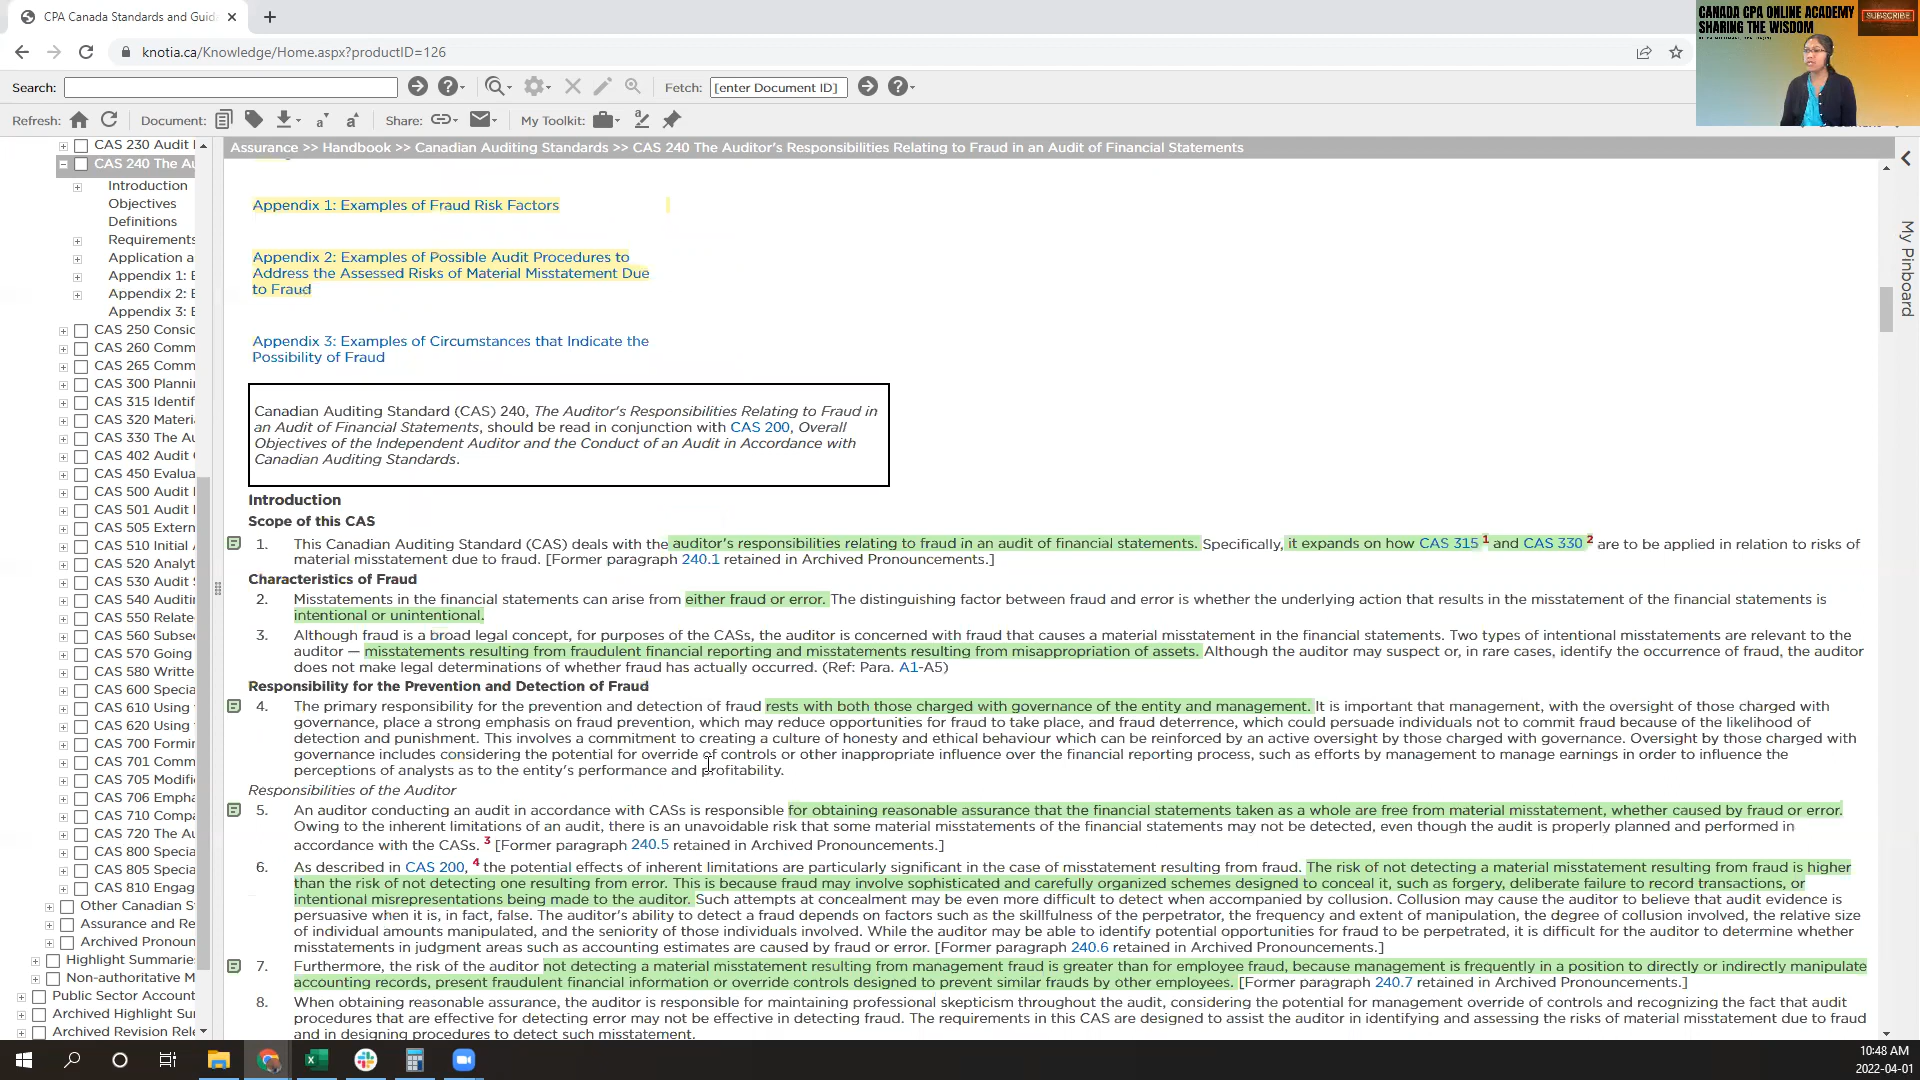 CPA Canada Standards and Guid
knotia.ca/Knowledge/Home.aspx?productID=126
CANADA CPA ONLINE ACADEMY
SHARING THE WISDOM
SUBSCRIBE
Search:
Fetch: [enter Document ID]
Refresh: Document: Share: My Toolkit:
Assurance >> Handbook >> Canadian Auditing Standards >> CAS 240 The Auditor's Responsibilities Relating to Fraud in an Audit of Financial Statements
My Pinboard
CAS 230 Audit
CAS 240 The Au
Introduction
Objectives
Definitions
Requirements
Application a
Appendix 1: E
Appendix 2: E
Appendix 3: E
CAS 250 Consic
CAS 260 Comm
CAS 265 Comm
CAS 300 Plannin
CAS 315 Identif
CAS 320 Materia
CAS 330 The Au
CAS 402 Audit
CAS 450 Evalua
CAS 500 Audit
CAS 501 Audit
CAS 505 Extern
CAS 510 Initial
CAS 520 Analyt
CAS 530 Audit
CAS 540 Auditin
CAS 550 Relate
CAS 560 Subsec
CAS 570 Going
CAS 580 Writte
CAS 600 Specia
CAS 610 Using
CAS 620 Using
CAS 700 Formin
CAS 701 Comm
CAS 705 Modifi
CAS 706 Empha
CAS 710 Compa
CAS 720 The Au
CAS 800 Specia
CAS 805 Specia
CAS 810 Engag
Other Canadian S
Assurance and Re
Archived Pronoun
Highlight Summarie
Non-authoritative M
Public Sector Account
Archived Highlight Sur
Archived Revision Rele
Appendix 1: Examples of Fraud Risk Factors
Appendix 2: Examples of Possible Audit Procedures to
Address the Assessed Risks of Material Misstatement Due
to Fraud
Appendix 3: Examples of Circumstances that Indicate the
Possibility of Fraud
Canadian Auditing Standard (CAS) 240, The Auditor's Responsibilities Relating to Fraud in
an Audit of Financial Statements, should be read in conjunction with CAS 200, Overall
Objectives of the Independent Auditor and the Conduct of an Audit in Accordance with
Canadian Auditing Standards.
Introduction
Scope of this CAS
1. This Canadian Auditing Standard (CAS) deals with the auditor's responsibilities relating to fraud in an audit of financial statements. Specifically, it expands on how CAS 315 1 and CAS 330 2 are to be applied in relation to risks of
material misstatement due to fraud. [Former paragraph 240.1 retained in Archived Pronouncements.]
Characteristics of Fraud
2. Misstatements in the financial statements can arise from either fraud or error. The distinguishing factor between fraud and error is whether the underlying action that results in the misstatement of the financial statements is
intentional or unintentional.
3. Although fraud is a broad legal concept, for purposes of the CASs, the auditor is concerned with fraud that causes a material misstatement in the financial statements. Two types of intentional misstatements are relevant to the
auditor — misstatements resulting from fraudulent financial reporting and misstatements resulting from misappropriation of assets. Although the auditor may suspect or, in rare cases, identify the occurrence of fraud, the auditor
does not make legal determinations of whether fraud has actually occurred. (Ref: Para. A1-A5)
Responsibility for the Prevention and Detection of Fraud
4. The primary responsibility for the prevention and detection of fraud rests with both those charged with governance of the entity and management. It is important that management, with the oversight of those charged with
governance, place a strong emphasis on fraud prevention, which may reduce opportunities for fraud to take place, and fraud deterrence, which could persuade individuals not to commit fraud because of the likelihood of
detection and punishment. This involves a commitment to creating a culture of honesty and ethical behaviour which can be reinforced by an active oversight by those charged with governance. Oversight by those charged with
governance includes considering the potential for override of controls or other inappropriate influence over the financial reporting process, such as efforts by management to manage earnings in order to influence the
perceptions of analysts as to the entity's performance and profitability.
Responsibilities of the Auditor
5. An auditor conducting an audit in accordance with CASs is responsible for obtaining reasonable assurance that the financial statements taken as a whole are free from material misstatement, whether caused by fraud or error.
Owing to the inherent limitations of an audit, there is an unavoidable risk that some material misstatements of the financial statements may not be detected, even though the audit is properly planned and performed in
accordance with the CASs. 3 [Former paragraph 240.5 retained in Archived Pronouncements.]
6. As described in CAS 200, 4 the potential effects of inherent limitations are particularly significant in the case of misstatement resulting from fraud. The risk of not detecting a material misstatement resulting from fraud is higher
than the risk of not detecting one resulting from error. This is because fraud may involve sophisticated and carefully organized schemes designed to conceal it, such as forgery, deliberate failure to record transactions, or
intentional misrepresentations being made to the auditor. Such attempts at concealment may be even more difficult to detect when accompanied by collusion. Collusion may cause the auditor to believe that audit evidence is
persuasive when it is, in fact, false. The auditor's ability to detect a fraud depends on factors such as the skillfulness of the perpetrator, the frequency and extent of manipulation, the degree of collusion involved, the relative size
of individual amounts manipulated, and the seniority of those individuals involved. While the auditor may be able to identify potential opportunities for fraud to be perpetrated, it is difficult for the auditor to determine whether
misstatements in judgment areas such as accounting estimates are caused by fraud or error. [Former paragraph 240.6 retained in Archived Pronouncements.]
7. Furthermore, the risk of the auditor not detecting a material misstatement resulting from management fraud is greater than for employee fraud, because management is frequently in a position to directly or indirectly manipulate
accounting records, present fraudulent financial information or override controls designed to prevent similar frauds by other employees. [Former paragraph 240.7 retained in Archived Pronouncements.]
8. When obtaining reasonable assurance, the auditor is responsible for maintaining professional skepticism throughout the audit, considering the potential for management override of controls and recognizing the fact that audit
procedures that are effective for detecting error may not be effective in detecting fraud. The requirements in this CAS are designed to assist the auditor in identifying and assessing the risks of material misstatement due to fraud
and in designing procedures to detect such misstatement.
10:48 AM
2022-04-01